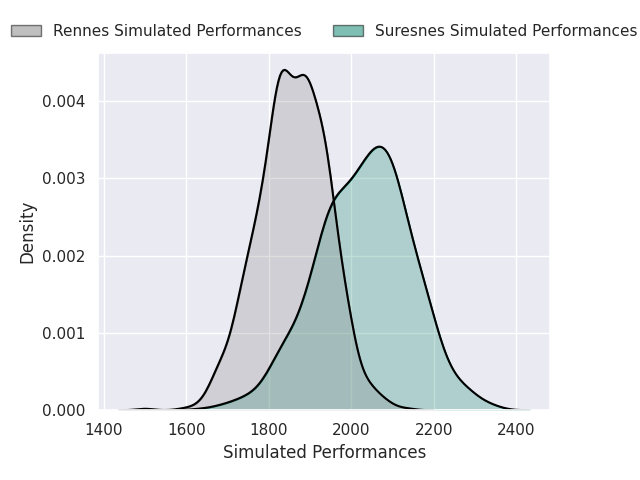 Rennes Simulated Performances Suresnes Simulated Performances
0.004
0.003
0.002
0.001
0.000
Density
1400 1600 1800 2000 2200 2400
Simulated Performances